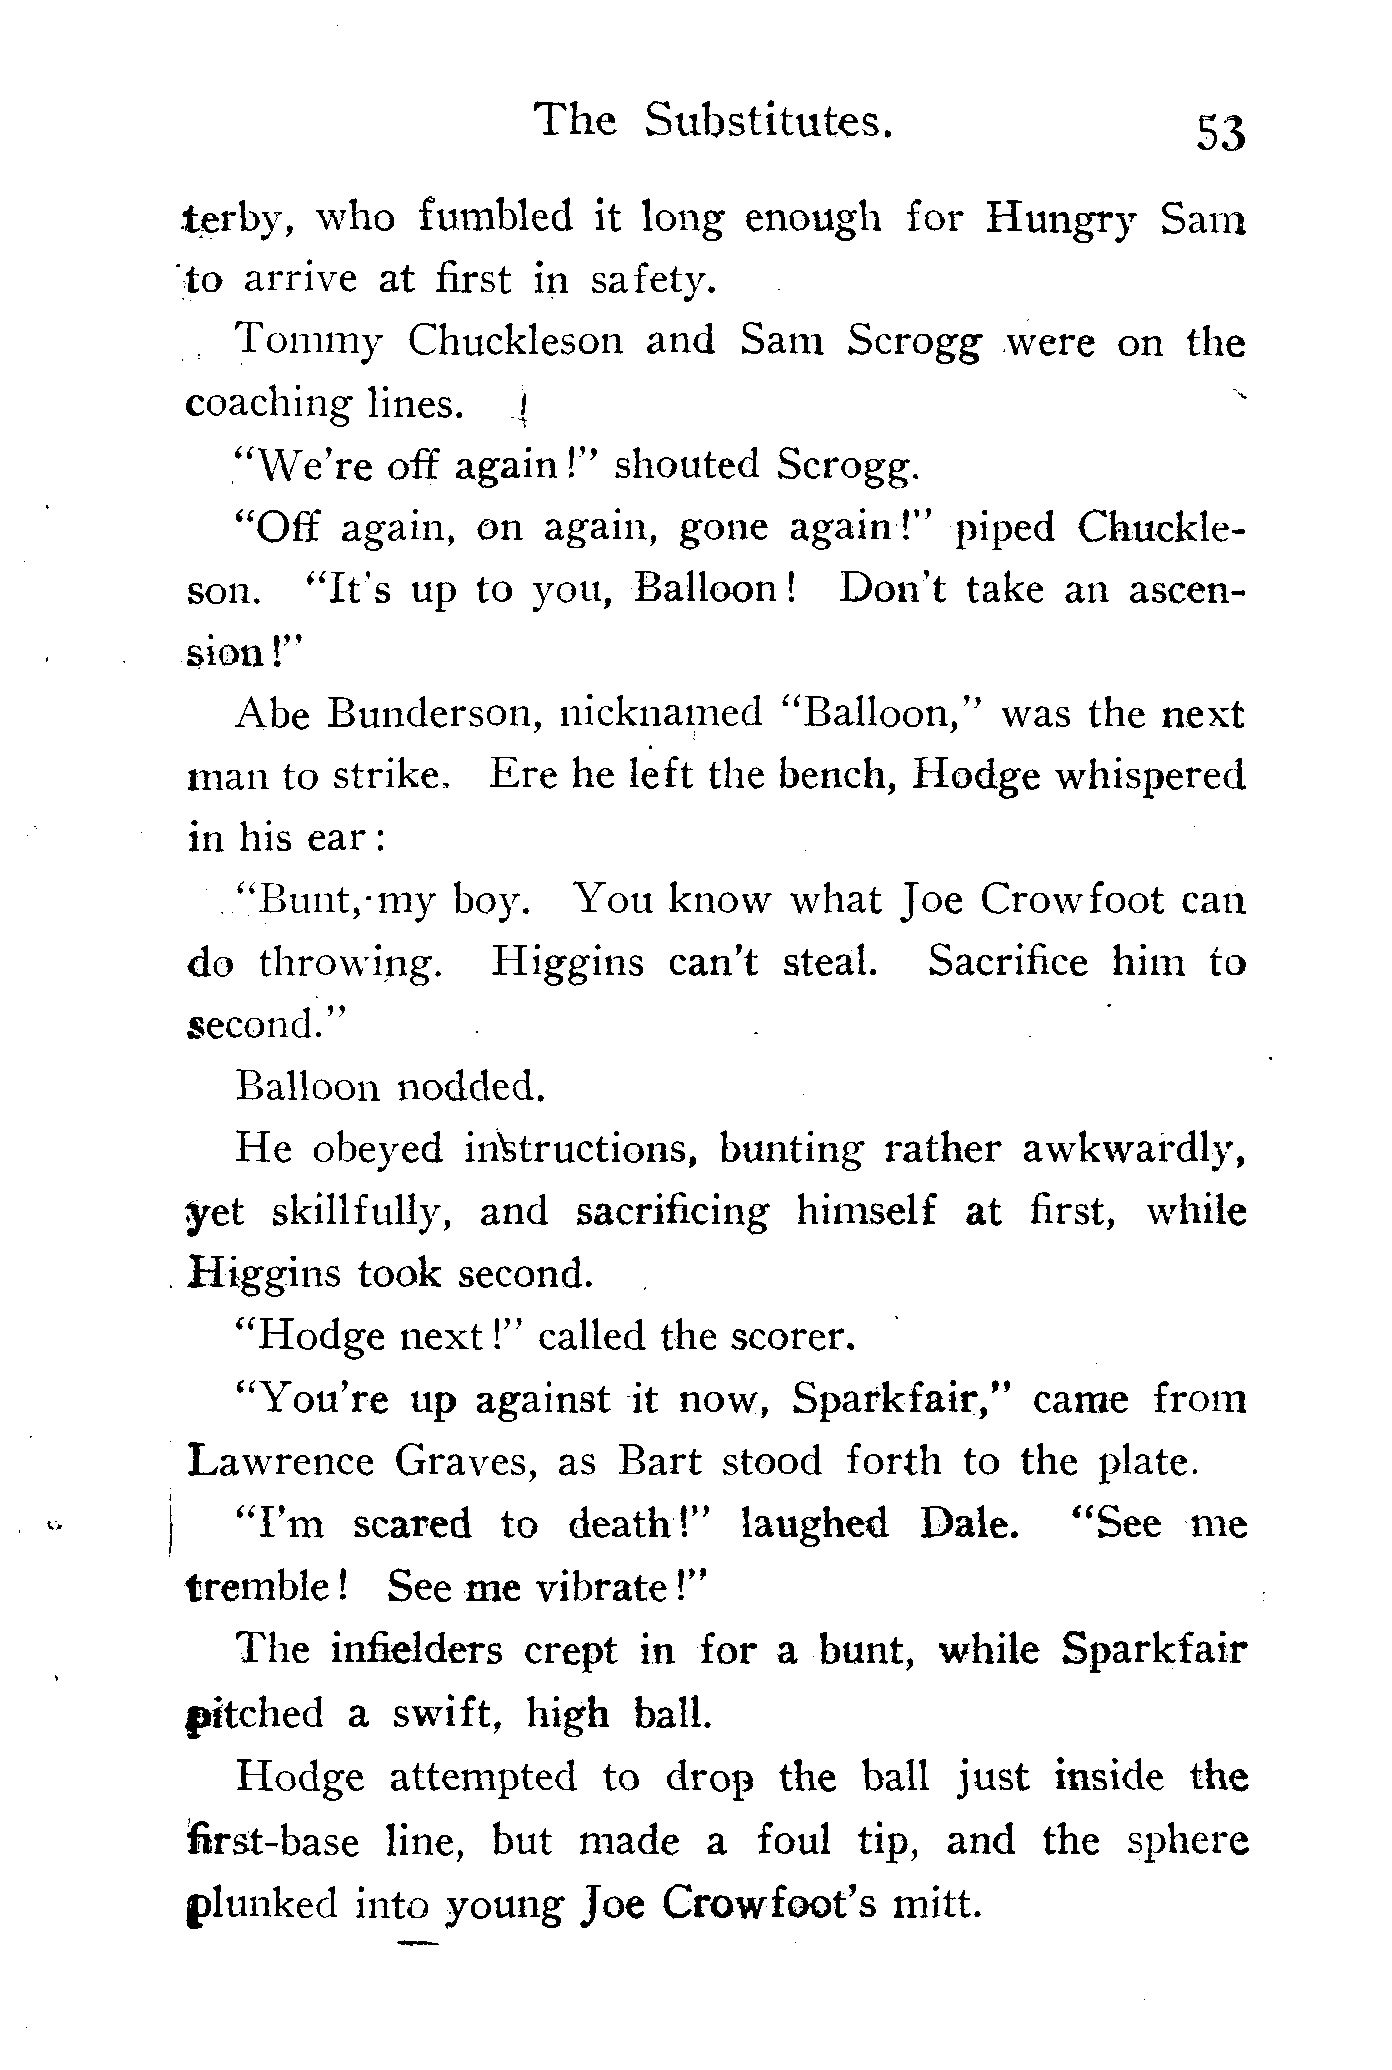 The Substitutes. 53
terby, who fumbled it long enough for Hungry Sam
to arrive at first in safety.
Tommy Chuckleson and Sam Scrogg were on the
coaching lines.
"We're off again!" shouted Scrogg.
"Off again, on again, gone again!" piped Chuckle-
son. "It's up to you, Balloon! Don't take an ascen-
sion!"
Abe Bunderson, nicknamed "Balloon," was the next
man to strike. Ere he left the bench, Hodge whispered
in his ear:
"Bunt, my boy. You know what Joe Crowfoot can
do throwing. Higgins can't steal. Sacrifice him to
second."
Balloon nodded.
He obeyed instructions, bunting rather awkwardly,
yet skillfully, and sacrificing himself at first, while
Higgins took second.
"Hodge next!" called the scorer.
"You're up against it now, Sparkfair," came from
Lawrence Graves, as Bart stood forth to the plate.
"I'm scared to death!" laughed Dale. "See me
tremble! See me vibrate!"
The infielders crept in for a bunt, while Sparkfair
pitched a swift, high ball.
Hodge attempted to drop the ball just inside the
first-base line, but made a foul tip, and the sphere
plunked into young Joe Crowfoot's mitt.